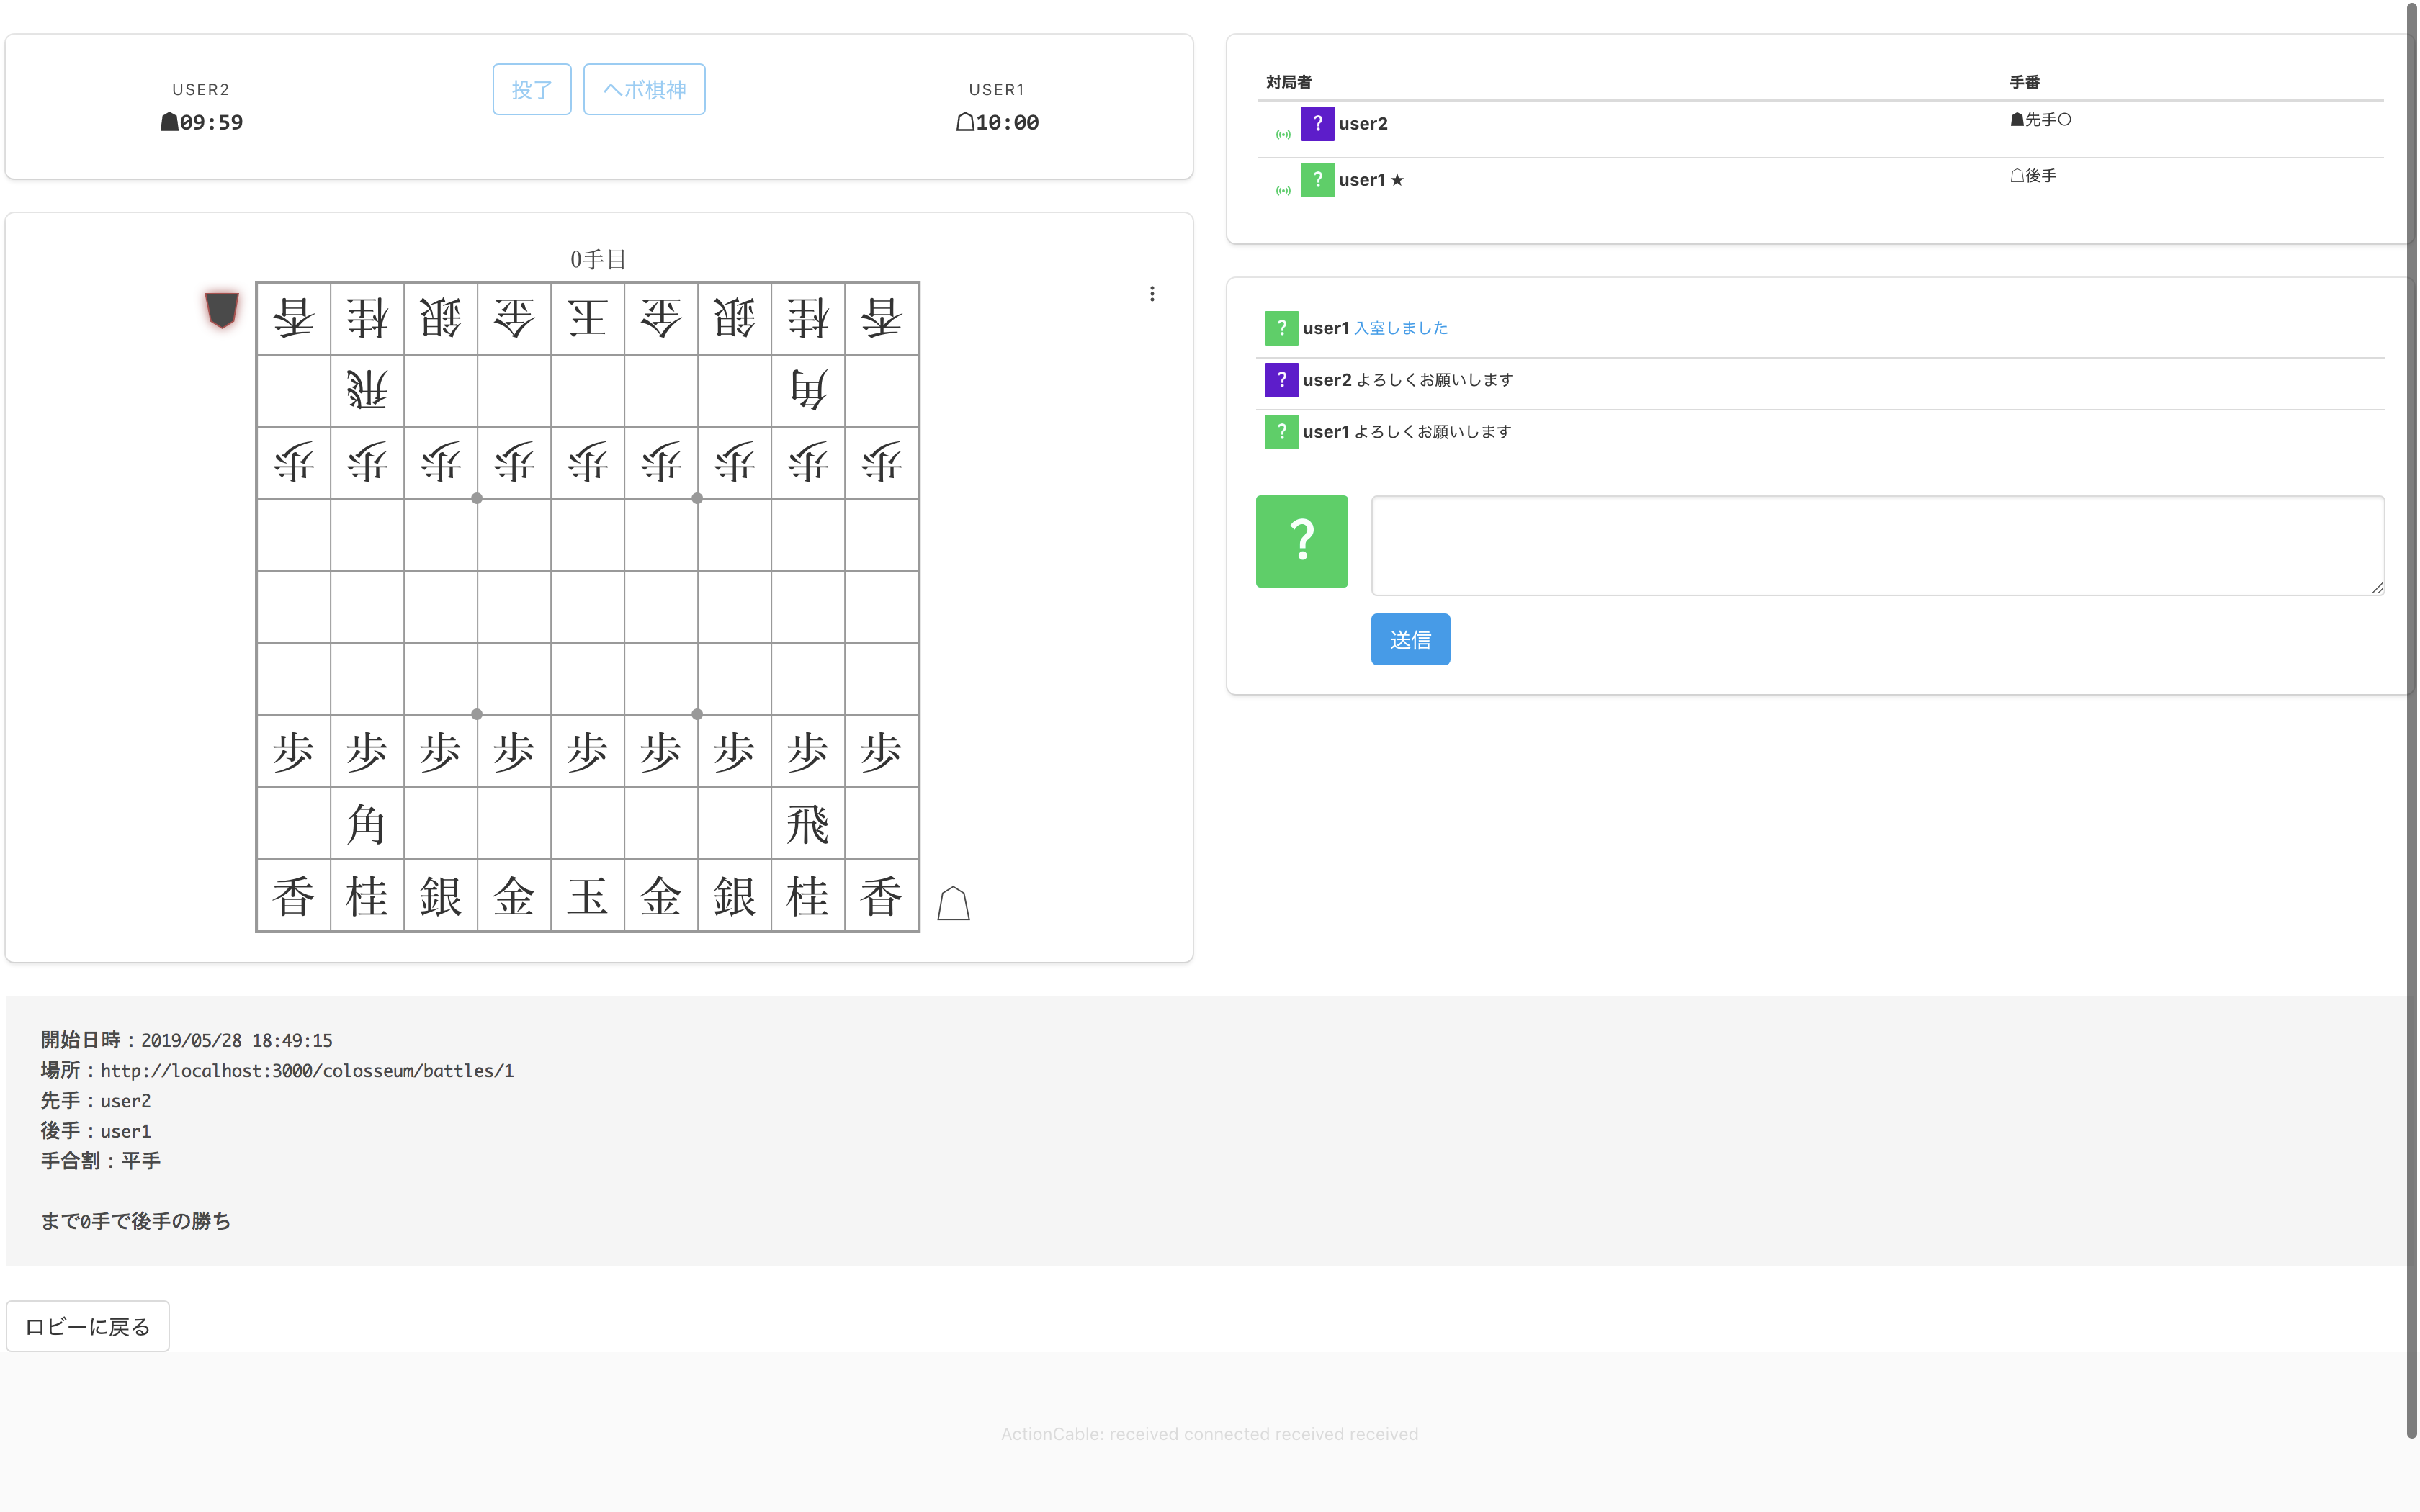 USER2
☗09:59
投了
ヘボ棋神
USER1
☖10:00
0手目
香桂銀金王金銀桂香
飛角
歩歩歩歩歩歩歩歩歩
歩歩歩歩歩歩歩歩歩
角飛
香桂銀金玉金銀桂香
開始日時：2019/05/28 18:49:15
場所：http://localhost:3000/colosseum/battles/1
先手：user2
後手：user1
手合割：平手
まで0手で後手の勝ち
ロビーに戻る
対局者 手番
? user2 ☗先手○
? user1 ★ ☖後手
? user1 入室しました
? user2 よろしくお願いします
? user1 よろしくお願いします
?
送信
ActionCable: received connected received received